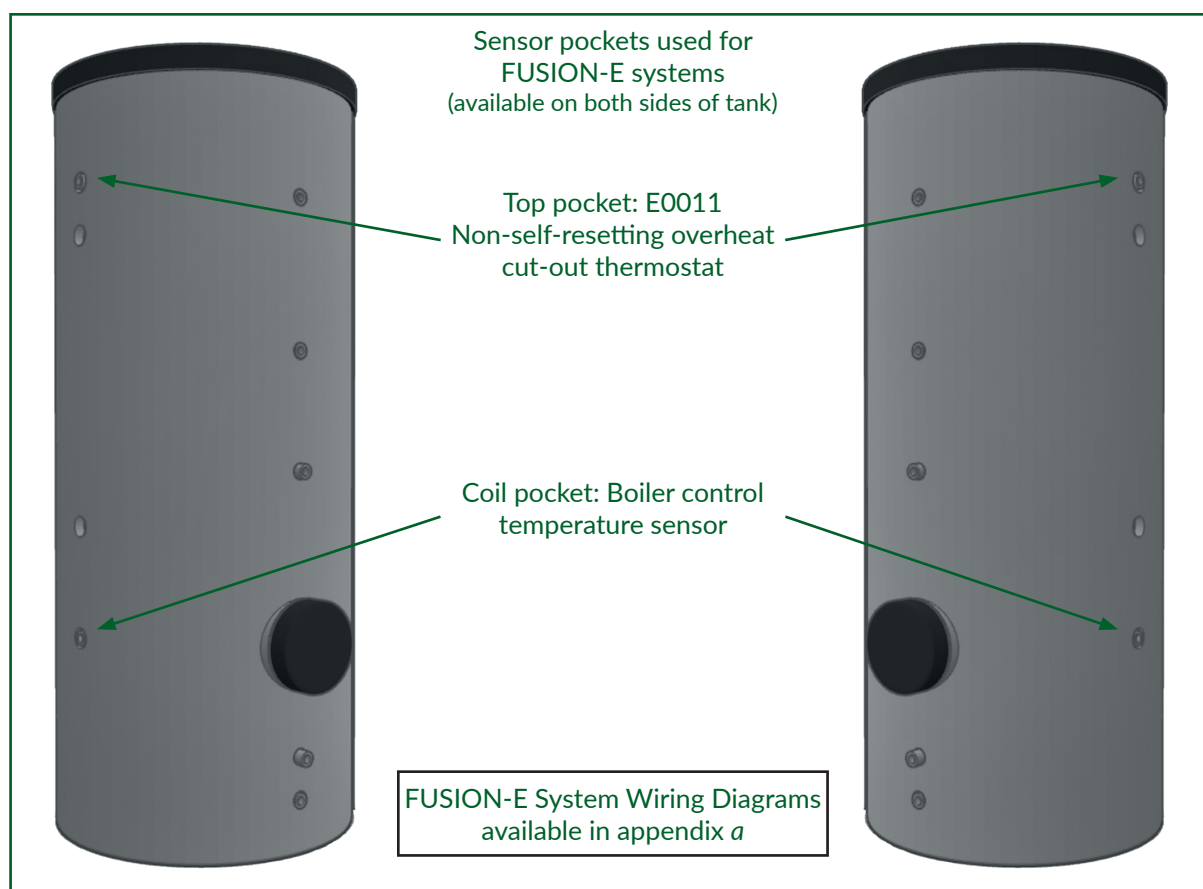 Sensor pockets used for
FUSION-E systems
(available on both sides of tank)
Top pocket: E0011
Non-self-resetting overheat
cut-out thermostat
Coil pocket: Boiler control
temperature sensor
FUSION-E System Wiring Diagrams
available in appendix a